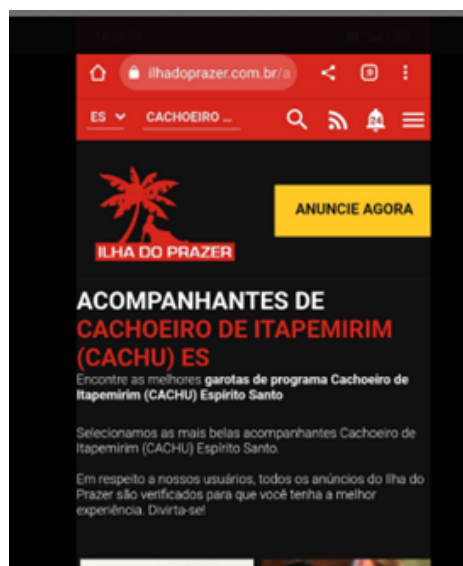 ilhadoprazer.com.br/a
ES CACHOEIRO ... 24
ILHA DO PRAZER
ANUNCIE AGORA
ACOMPANHANTES DE
CACHOEIRO DE ITAPEMIRIM
(CACHU) ES
Encontre as melhores garotas de programa Cachoeiro de
Itapemirim (CACHU) Espírito Santo
Selecionamos as mais belas acompanhantes Cachoeiro de
Itapemirim (CACHU) Espírito Santo.
Em respeito a nossos usuários, todos os anúncios do Ilha do
Prazer são verificados para que você tenha a melhor
experiência. Divirta-se!